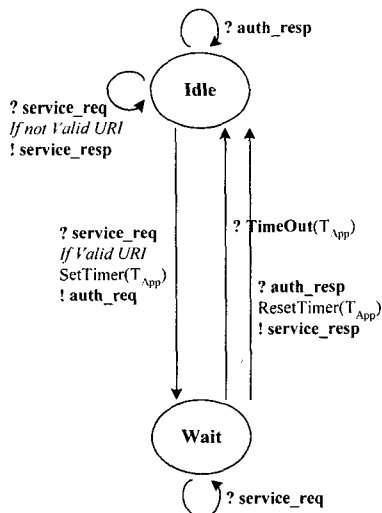 ? auth_resp
Idle
? service_req
If not Valid URI
! service_resp
? service_req
If Valid URI
SetTimer(T_App)
! auth_req
? TimeOut(T_App)
? auth_resp
ResetTimer(T_App)
! service_resp
Wait
? service_req